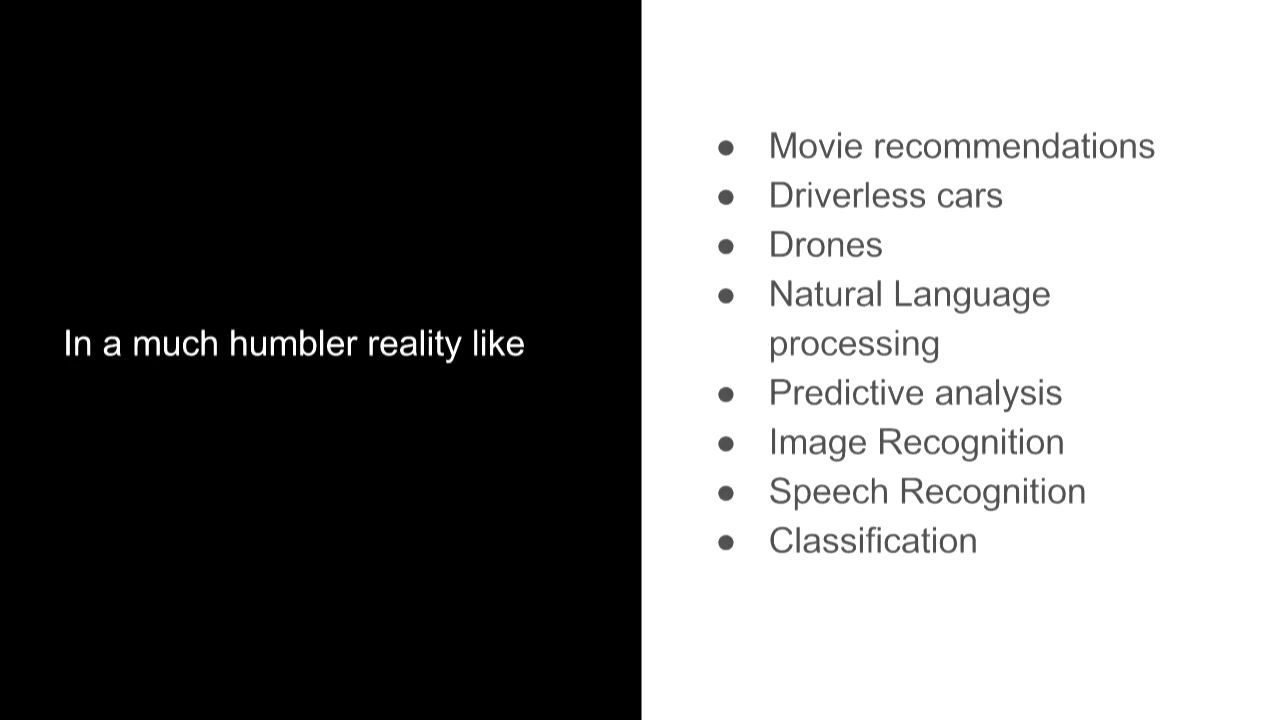 In a much humbler reality like
● Movie recommendations
● Driverless cars
● Drones
● Natural Language
processing
● Predictive analysis
● Image Recognition
● Speech Recognition
● Classification